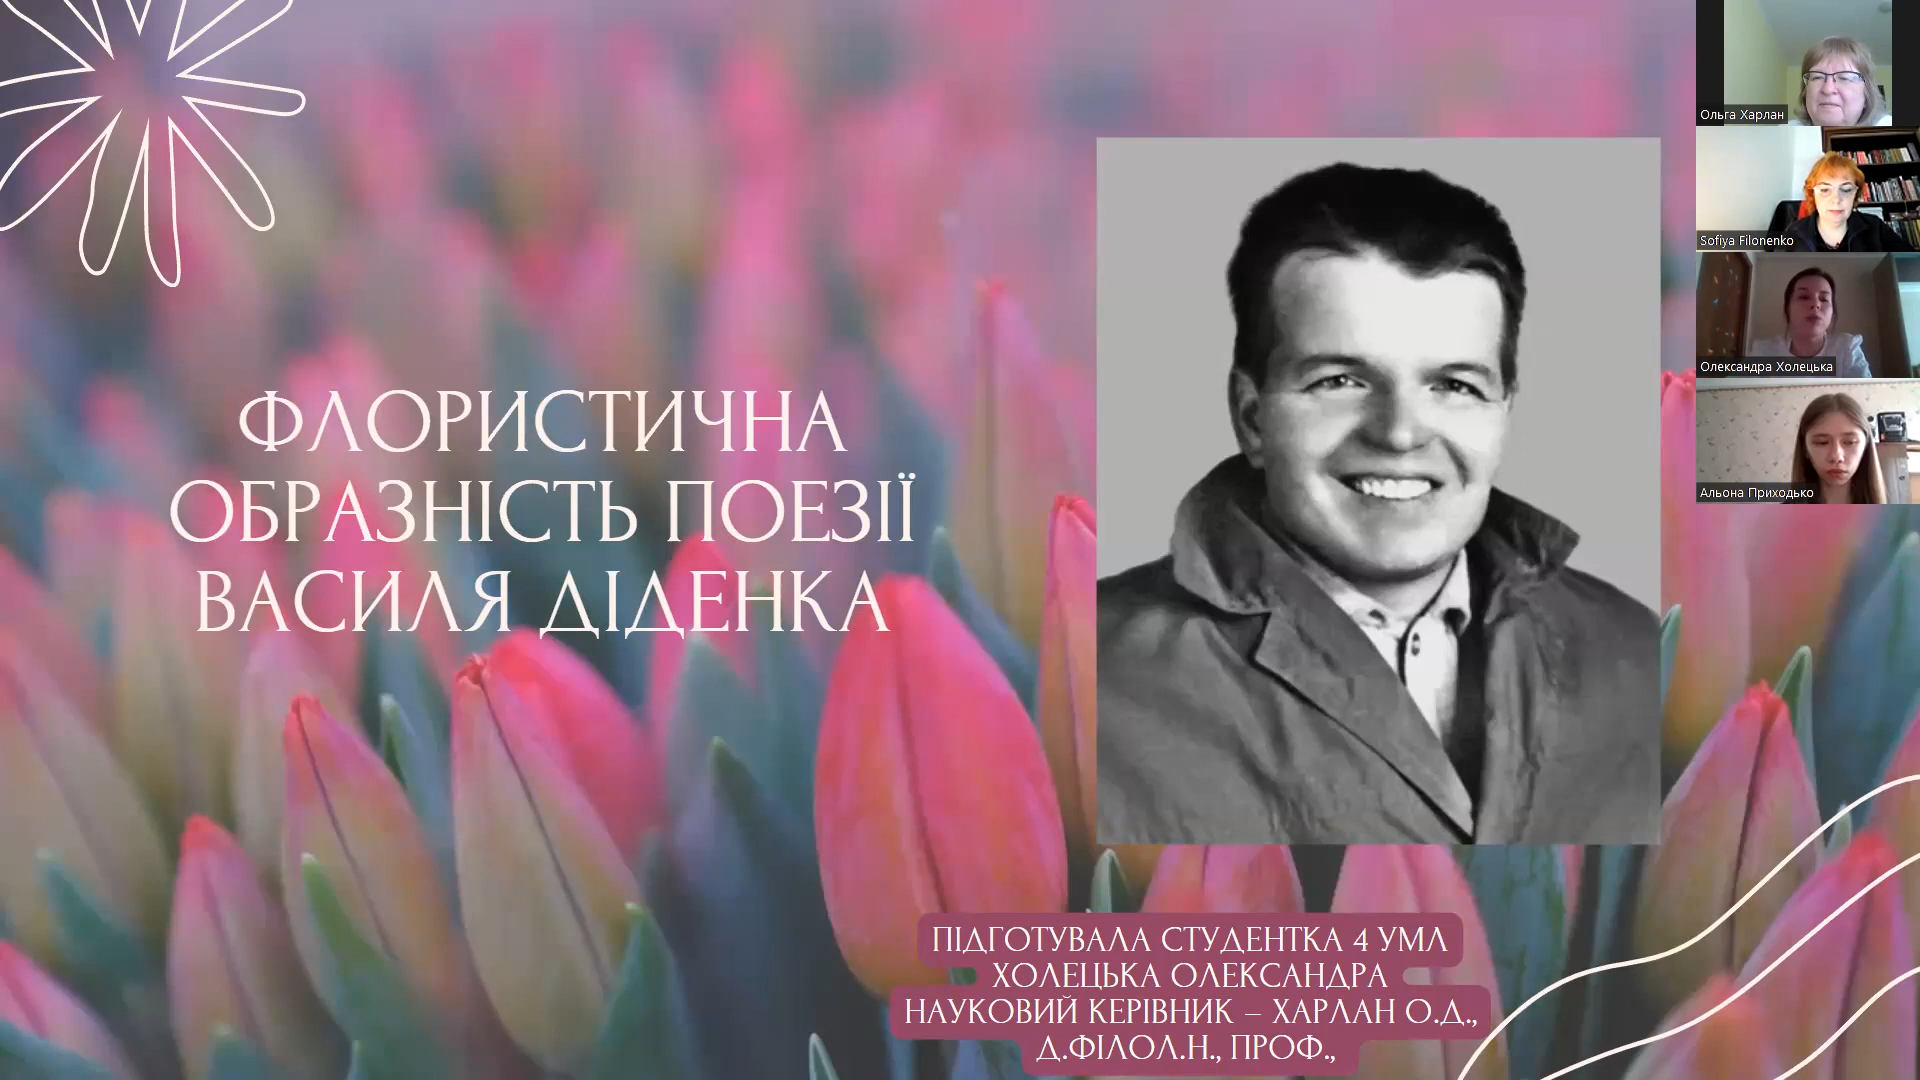 ФЛОРИСТИЧНА
ОБРАЗНІСТЬ ПОЕЗІЇ
ВАСИЛЯ ДІДЕНКА
ПІДГОТУВАЛА СТУДЕНТКА 4 УМЛ
ХОЛЕЦЬКА ОЛЕКСАНДРА
НАУКОВИЙ КЕРІВНИК – ХАРЛАН О.Д.,
Д.ФІЛОЛ.Н., ПРОФ.,
Ольга Харлан
Sofiya Filonenko
Олександра Холецька
Альона Приходько